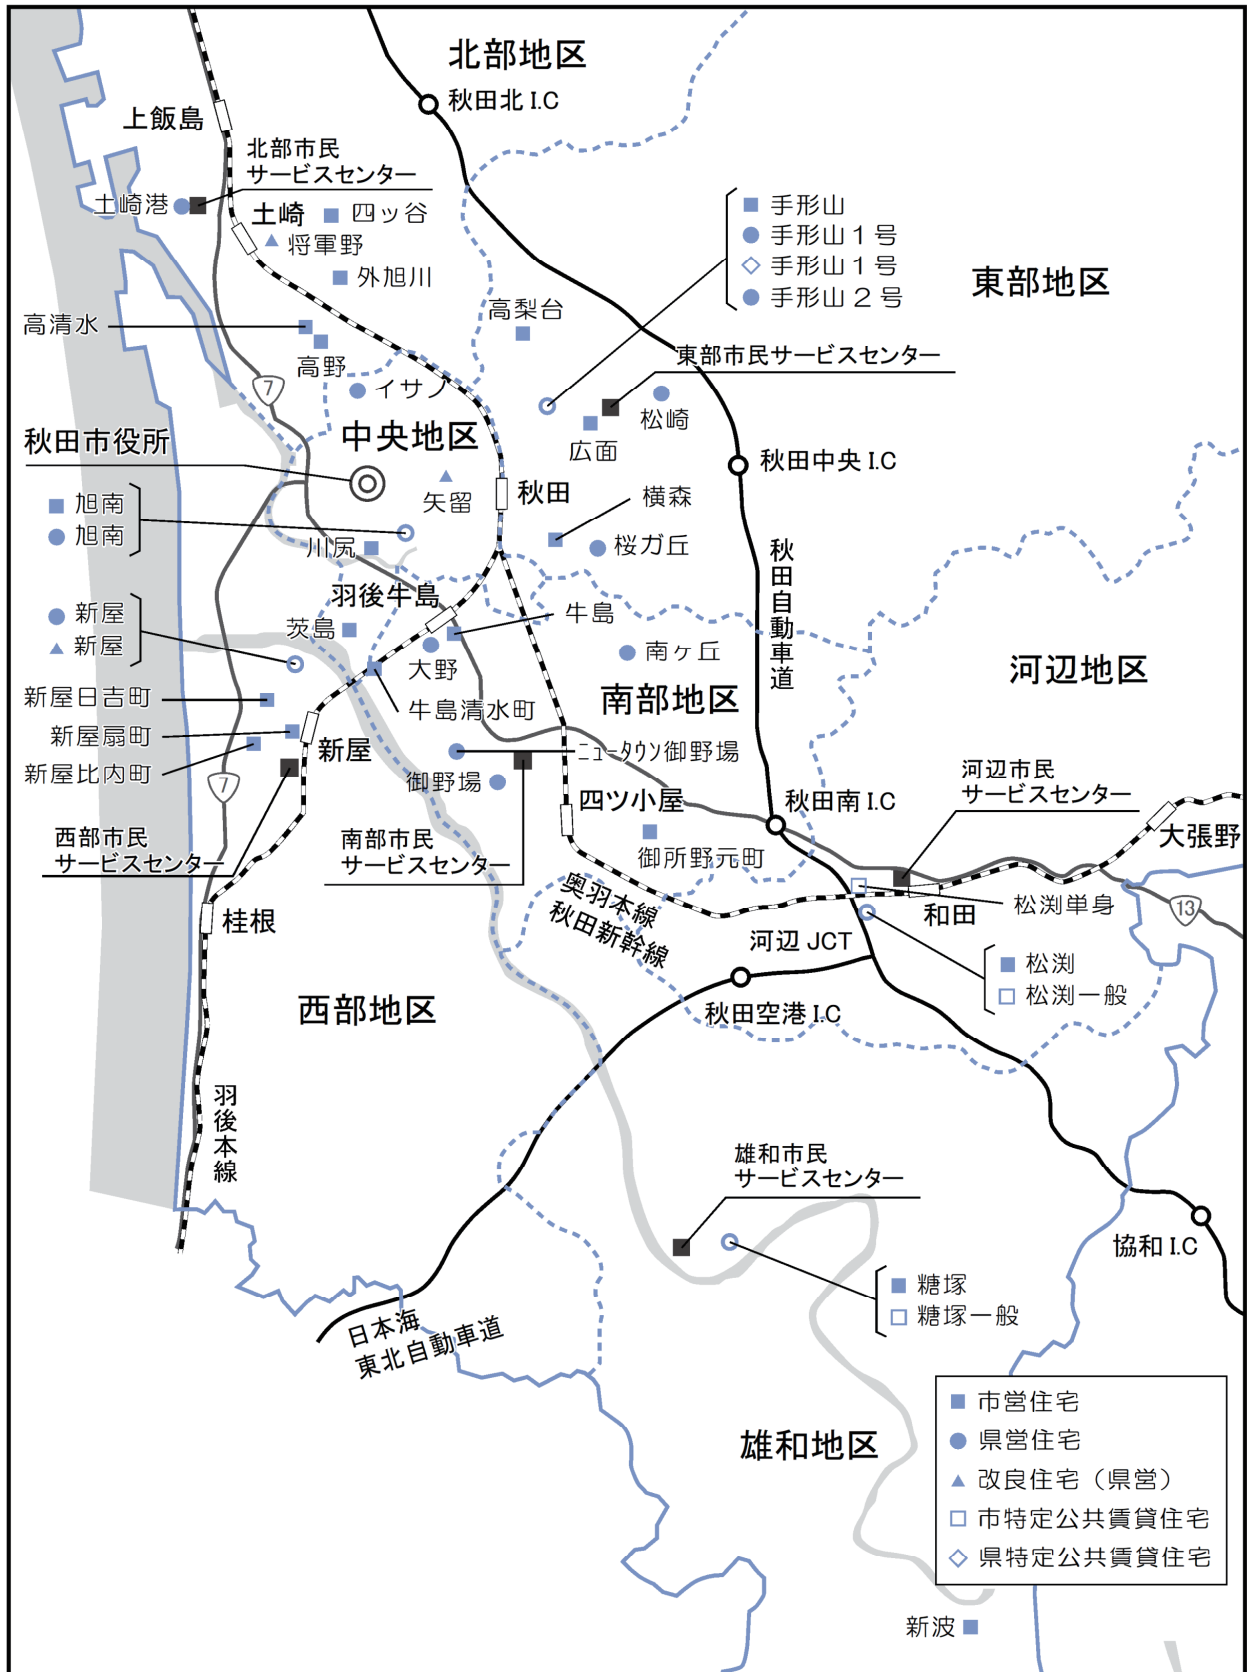 北部地区
秋田北I.C
上飯島
北部市民
サービスセンター
土崎港
土崎
四ッ谷
将軍野
外旭川
手形山
手形山1号
手形山1号
手形山2号
東部地区
高清水
高野
高梨台
東部市民サービスセンター
イサノ
松崎
広面
7
中央地区
秋田市役所
秋田中央I.C
矢留
秋田
横森
旭南
旭南
川尻
桜ガ丘
秋田自動車道
羽後牛島
新屋
新屋
茨島
牛島
大野
南ヶ丘
河辺地区
新屋日吉町
牛島清水町
南部地区
新屋扇町
新屋
新屋比内町
ニュータウン御野場
御野場
7
四ツ小屋
秋田南I.C
河辺市民
サービスセンター
大張野
西部市民
サービスセンター
南部市民
サービスセンター
御所野元町
奥羽本線
秋田新幹線
和田
松渕単身
13
桂根
河辺JCT
松渕
松渕一般
西部地区
秋田空港I.C
羽後本線
雄和市民
サービスセンター
協和I.C
糖塚
糖塚一般
日本海
東北自動車道
雄和地区
市営住宅
県営住宅
改良住宅（県営）
市特定公共賃貸住宅
県特定公共賃貸住宅
新波